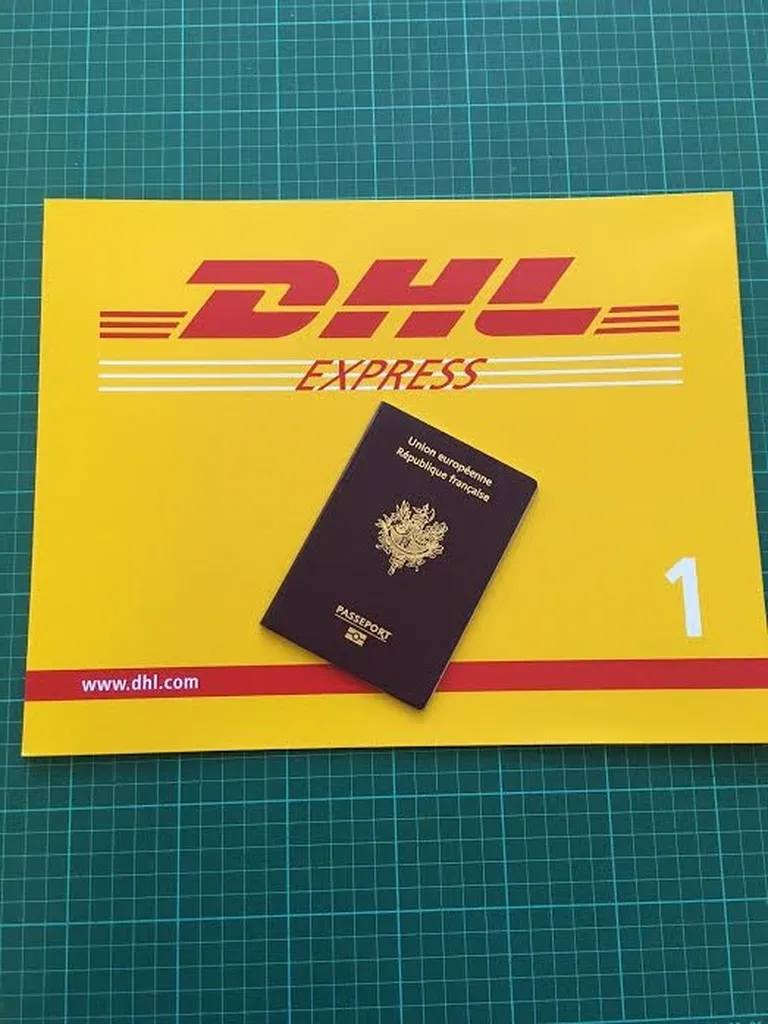 DHL
EXPRESS
Union européenne
République française
PASSEPORT
1
www.dhl.com